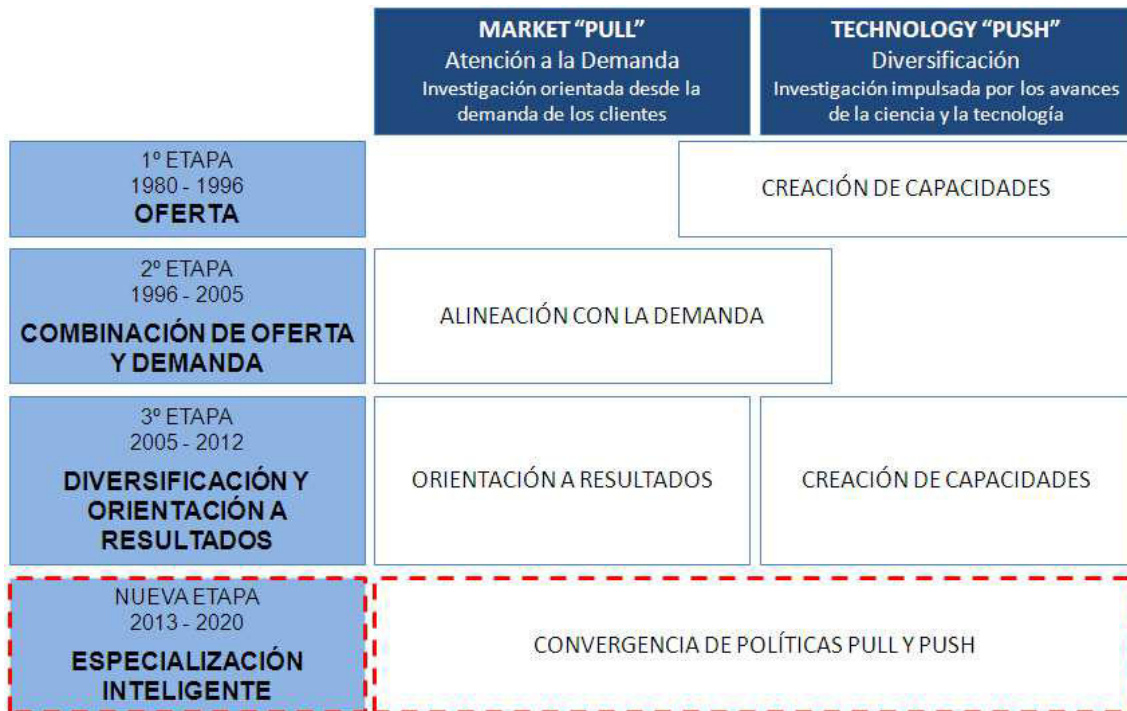 MARKET “PULL”
Atención a la Demanda
Investigación orientada desde la
demanda de los clientes
TECHNOLOGY “PUSH”
Diversificación
Investigación impulsada por los avances
de la ciencia y la tecnología
1º ETAPA
1980 - 1996
OFERTA
CREACIÓN DE CAPACIDADES
2º ETAPA
1996 - 2005
COMBINACIÓN DE OFERTA
Y DEMANDA
ALINEACIÓN CON LA DEMANDA
3º ETAPA
2005 - 2012
DIVERSIFICACIÓN Y
ORIENTACIÓN A
RESULTADOS
ORIENTACIÓN A RESULTADOS
CREACIÓN DE CAPACIDADES
NUEVA ETAPA
2013 - 2020
ESPECIALIZACIÓN
INTELIGENTE
CONVERGENCIA DE POLÍTICAS PULL Y PUSH